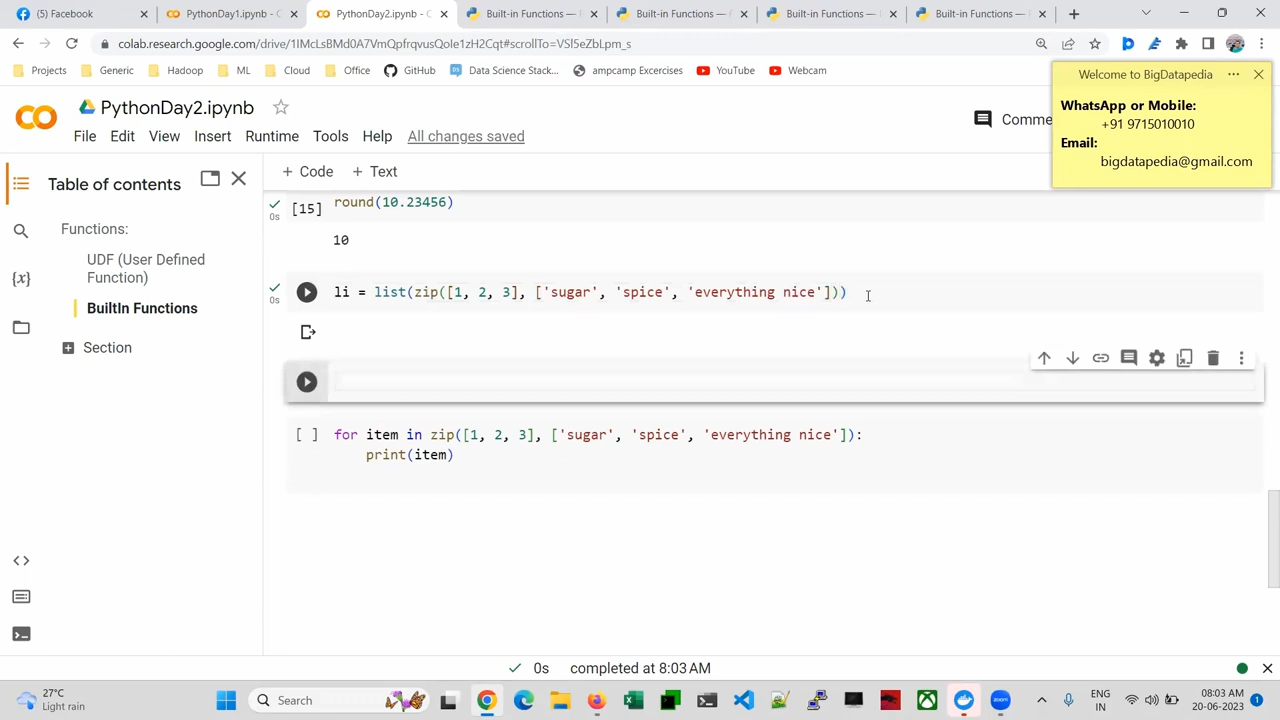 (2) Facebook
PythonDay1.ipynb - C
PythonDay2.ipynb - C
Built-in Functions —
Built-in Functions —
Built-in Functions —
Built-in Functions —
colab.research.google.com/drive/
Projects
Generic
Hadoop
ML
Cloud
Office
GitHub
Data Science Stack...
ampcamp Excercises
YouTube
Webcam
Welcome to BigDatapedia
WhatsApp or Mobile:
+91 9715010010
Email:
bigdatapedia@gmail.com
PythonDay2.ipynb
File Edit View Insert Runtime Tools Help All changes saved
Comme
Table of contents
Functions:
UDF (User Defined
Function)
BuiltIn Functions
Section
+ Code + Text
[15] round(10.23456)
0s
10
li = list(zip([1, 2, 3], ['sugar', 'spice', 'everything nice']))
0s
[ ] for item in zip([1, 2, 3], ['sugar', 'spice', 'everything nice']):
print(item)
0s completed at 8:03 AM
27°C
Light rain
Search
ENG
IN
08:03 AM
20-06-2023
1